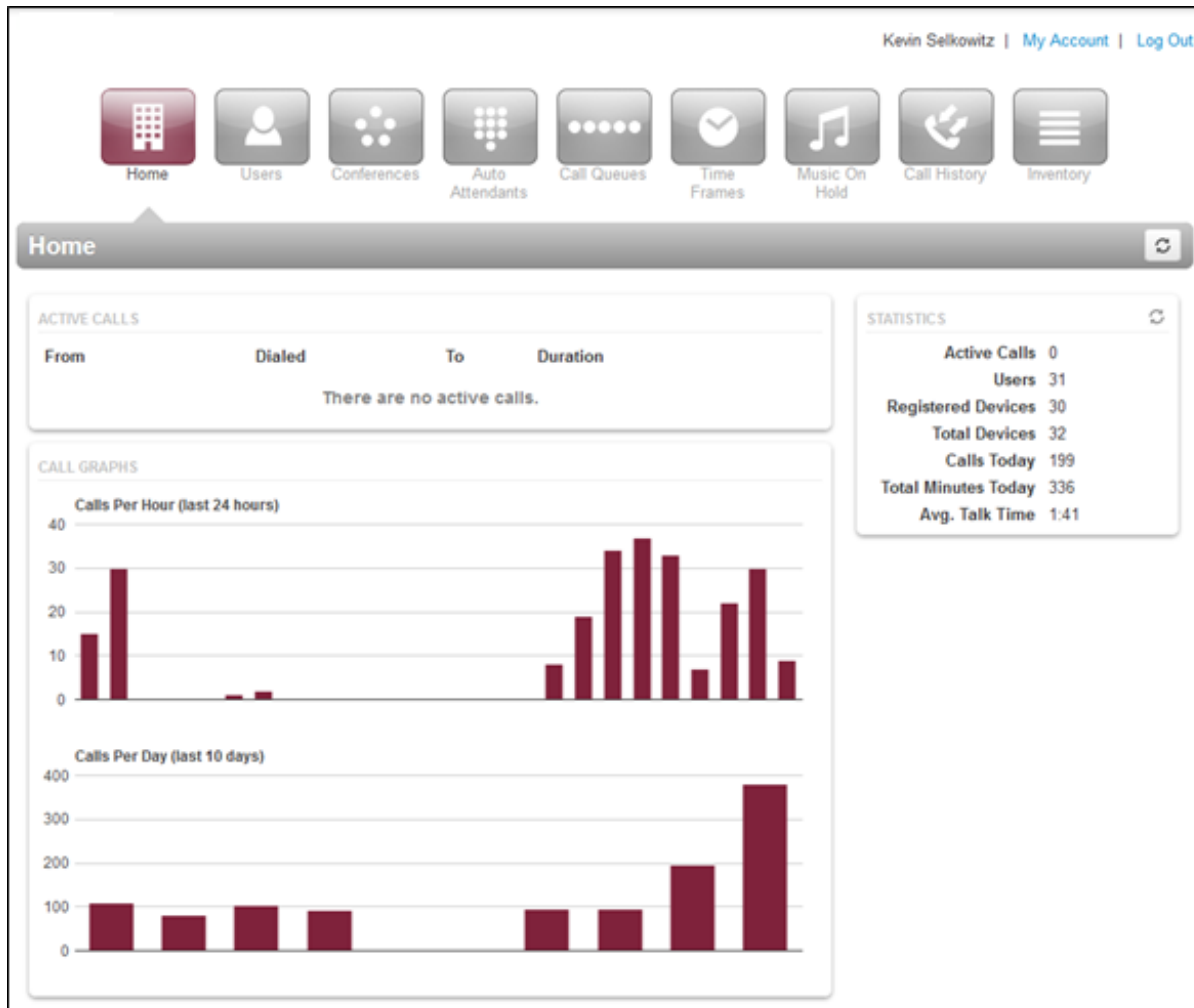 Kevin Selkowitz | My Account | Log Out
Home
Users
Conferences
Auto
Attendants
Call Queues
Time
Frames
Music On
Hold
Call History
Inventory
Home
ACTIVE CALLS
From Dialed To Duration
There are no active calls.
STATISTICS
Active Calls 0
Users 31
Registered Devices 30
Total Devices 32
Calls Today 199
Total Minutes Today 336
Avg. Talk Time 1:41
CALL GRAPHS
Calls Per Hour (last 24 hours)
40
30
20
10
0
Calls Per Day (last 10 days)
400
300
200
100
0